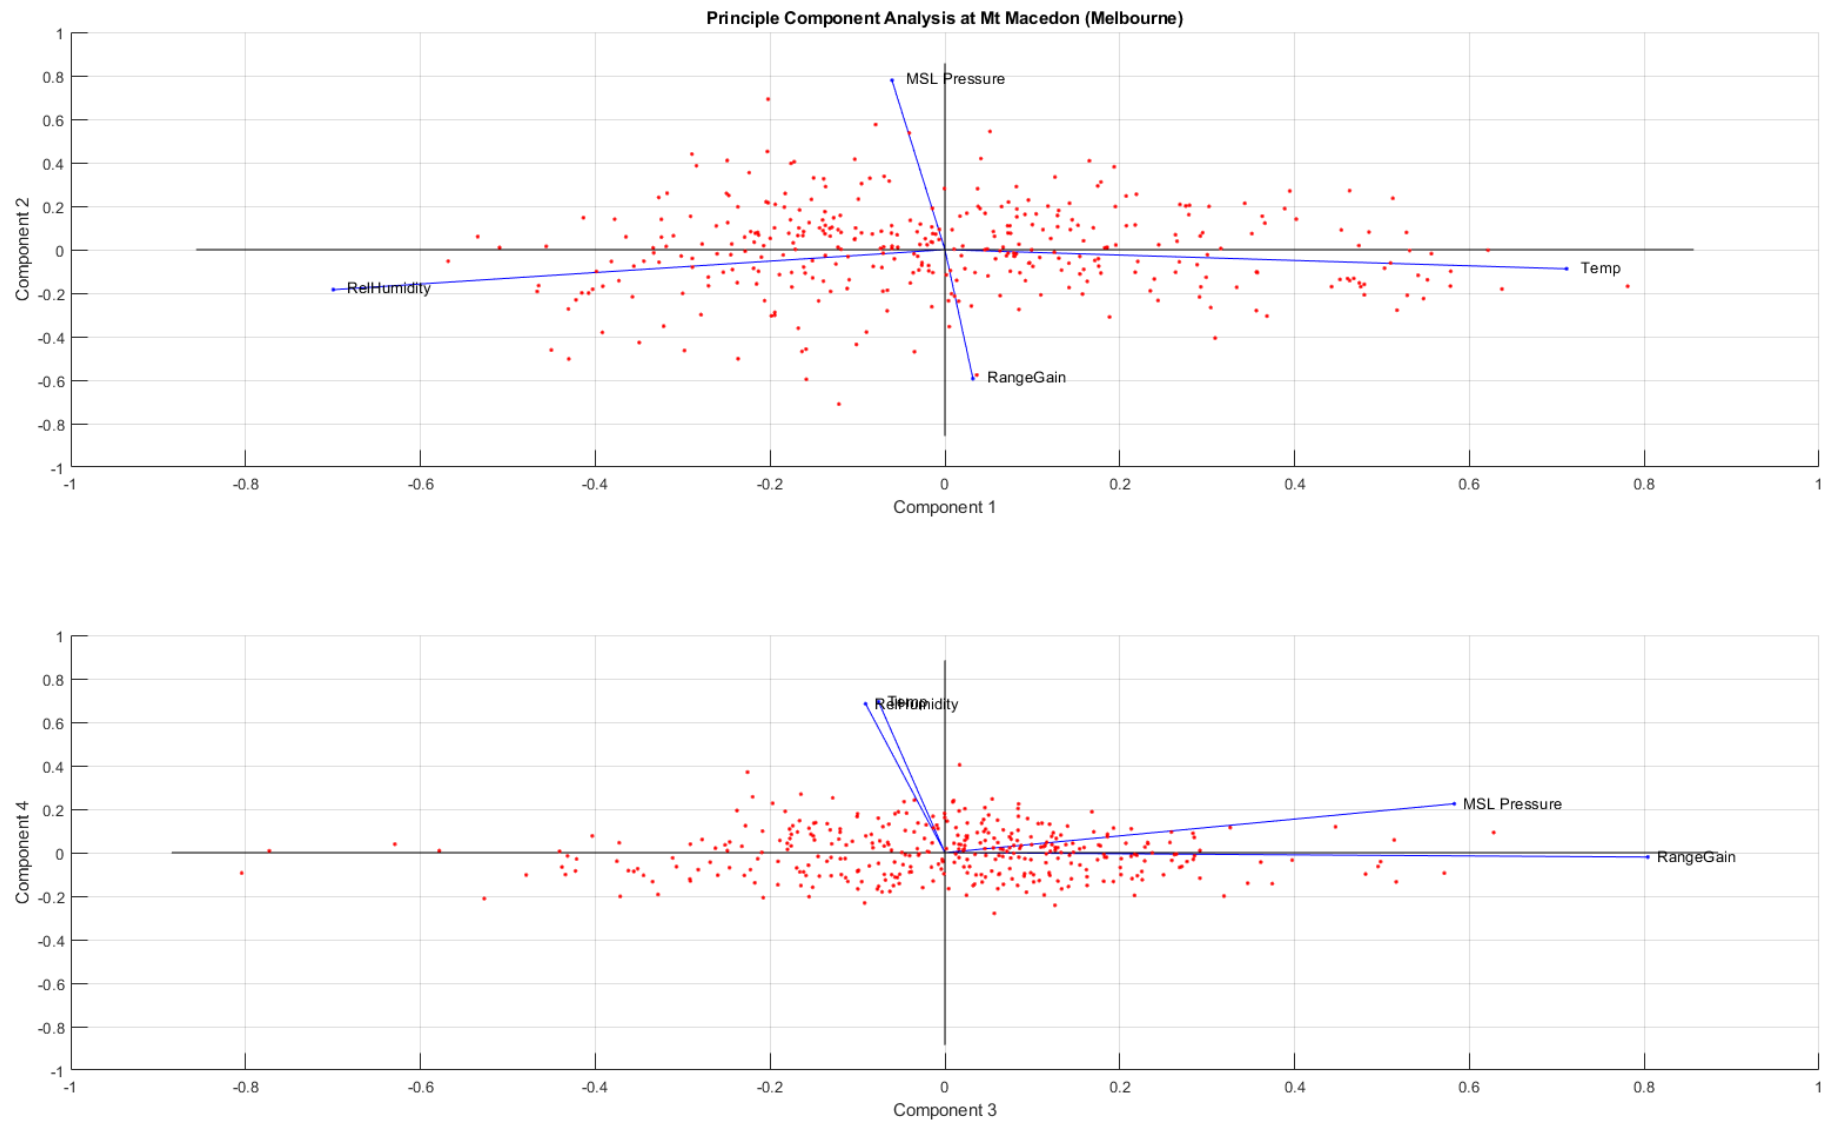 Principle Component Analysis at Mt Macedon (Melbourne)
1
0.8
0.6
0.4
0.2
0
-0.2
-0.4
-0.6
-0.8
-1
Component 2
MSL Pressure
RelHumidity
Temp
RangeGain
-1 -0.8 -0.6 -0.4 -0.2 0 0.2 0.4 0.6 0.8 1
Component 1
1
0.8
0.6
0.4
0.2
0
-0.2
-0.4
-0.6
-0.8
-1
Component 4
Temp
RelHumidity
MSL Pressure
RangeGain
-1 -0.8 -0.6 -0.4 -0.2 0 0.2 0.4 0.6 0.8 1
Component 3